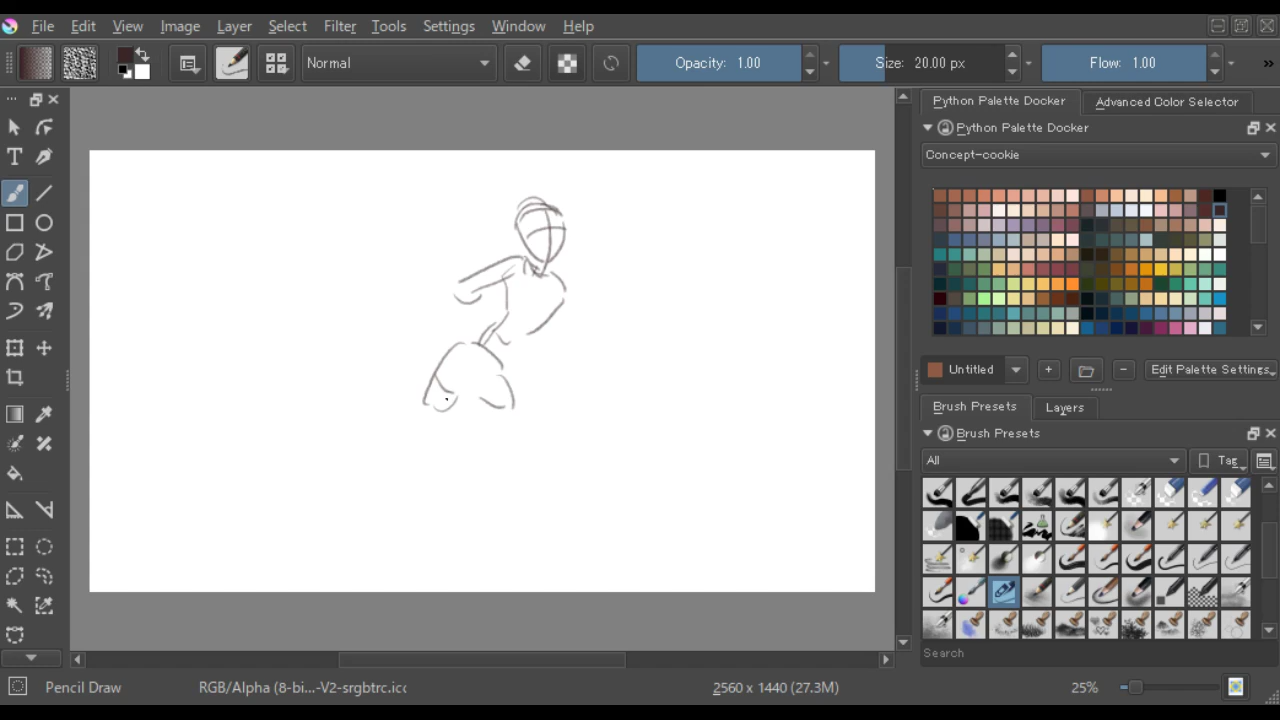 File Edit View Image Layer Select Filter Tools Settings Window Help
Normal Opacity: 1.00 Size: 20.00 px Flow: 1.00 »
Python Palette Docker Advanced Color Selector
Python Palette Docker
Concept-cookie
Untitled + − Edit Palette Settings...
Brush Presets Layers
Brush Presets
All Tag
Search
Pencil Draw RGB/Alpha (8-bi...-V2-srgbtrc.icc 2560 x 1440 (27.3M) 25%